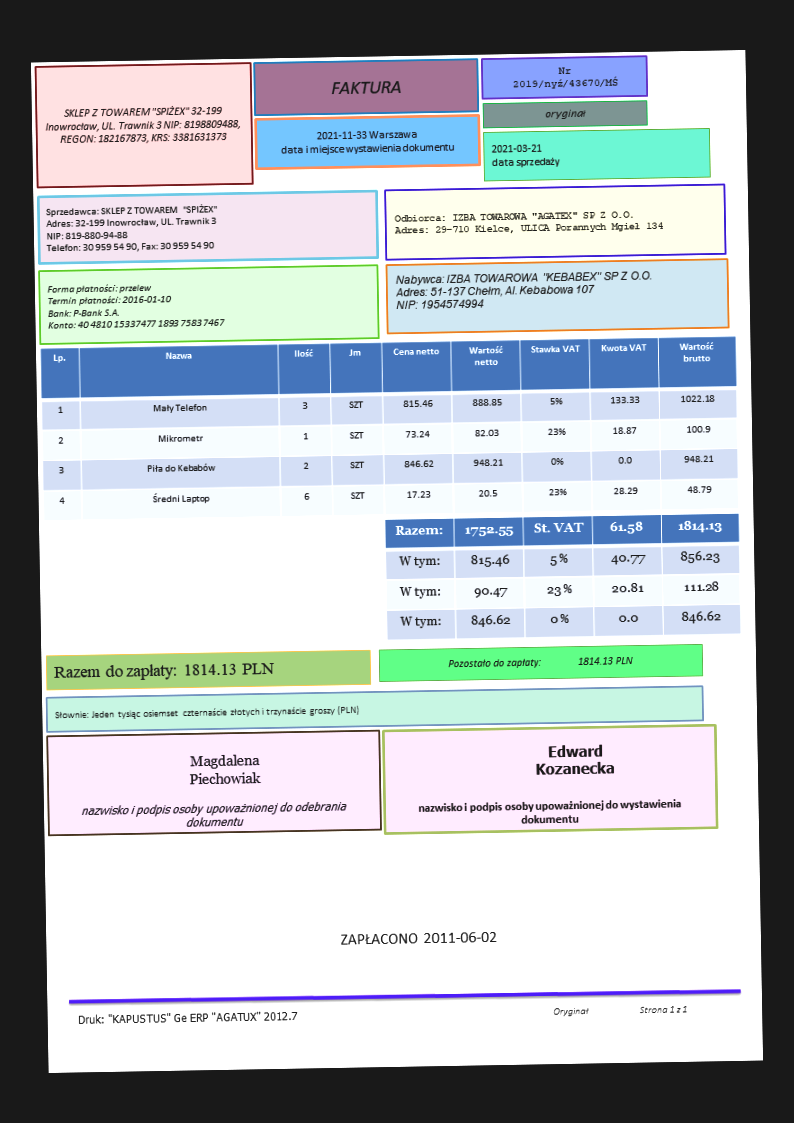 SKLEP Z TOWAREM "SPIŻEX" 32-199
Inowrocław, UL. Trawnik 3 NIP: 8198809488,
REGON: 182167873, KRS: 3381631373
FAKTURA
2021-11-33 Warszawa
data i miejsce wystawienia dokumentu
Nr
2019/nyź/43670/MŚ
oryginał
2021-03-21
data sprzedaży
Sprzedawca: SKLEP Z TOWAREM "SPIŻEX"
Adres: 32-199 Inowrocław, UL. Trawnik 3
NIP: 819-880-94-88
Telefon: 30 959 54 90, Fax: 30 959 54 90
Odbiorca: IZBA TOWAROWA "AGATEX" SP Z O.O.
Adres: 29-710 Kielce, ULICA Porannych Mgieł 134
Forma płatności: przelew
Termin płatności: 2016-01-10
Bank: P-Bank S.A.
Konto: 40 4810 1533 7477 1893 7583 7467
Nabywca: IZBA TOWAROWA "KEBABEX" SP Z O.O.
Adres: 51-137 Chełm, Al. Kebabowa 107
NIP: 1954574994
Lp. Nazwa Ilość Jm Cena netto Wartość netto Stawka VAT Kwota VAT Wartość brutto
1 Mały Telefon 3 SZT 815.46 888.85 5% 133.33 1022.18
2 Mikrometr 1 SZT 73.24 82.03 23% 18.87 100.9
3 Piła do Kebabów 2 SZT 846.62 948.21 0% 0.0 948.21
4 Średni Laptop 6 SZT 17.23 20.5 23% 28.29 48.79
Razem: 1752.55 St. VAT 61.58 1814.13
W tym: 815.46 5% 40.77 856.23
W tym: 90.47 23% 20.81 111.28
W tym: 846.62 0% 0.0 846.62
Razem do zapłaty: 1814.13 PLN
Pozostało do zapłaty: 1814.13 PLN
Słownie: Jeden tysiąc osiemset czternaście złotych i trzynaście groszy (PLN)
Magdalena
Piechowiak
nazwisko i podpis osoby upoważnionej do odebrania
dokumentu
Edward
Kozanecka
nazwisko i podpis osoby upoważnionej do wystawienia
dokumentu
ZAPŁACONO 2011-06-02
Druk: "KAPUSTUS" Ge ERP "AGATUX" 2012.7
Oryginał
Strona 1 z 1